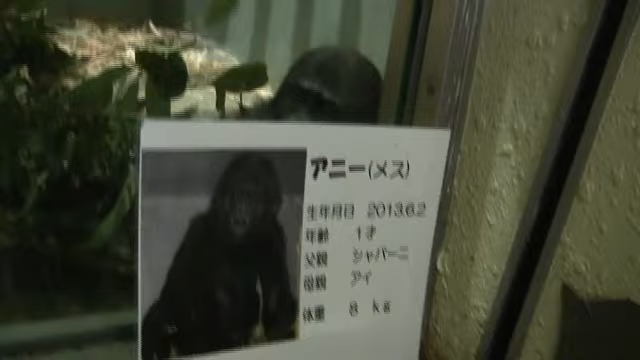 アニー(メス)
生年月日 2013.6.2
年齢 1才
父親 シャバーニ
母親 アイ
体重 8 kg